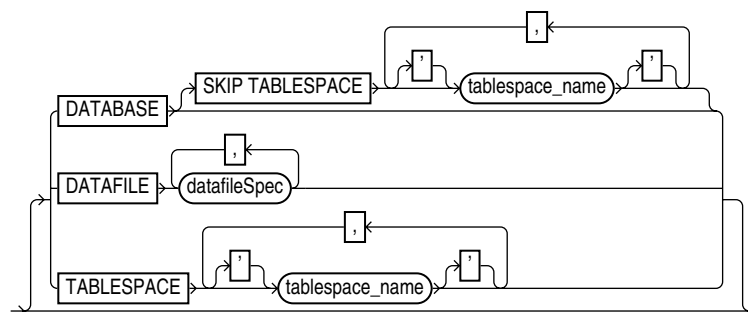 ,
SKIP TABLESPACE ' tablespace_name '
DATABASE
,
DATAFILE datafileSpec
,
TABLESPACE ' tablespace_name '